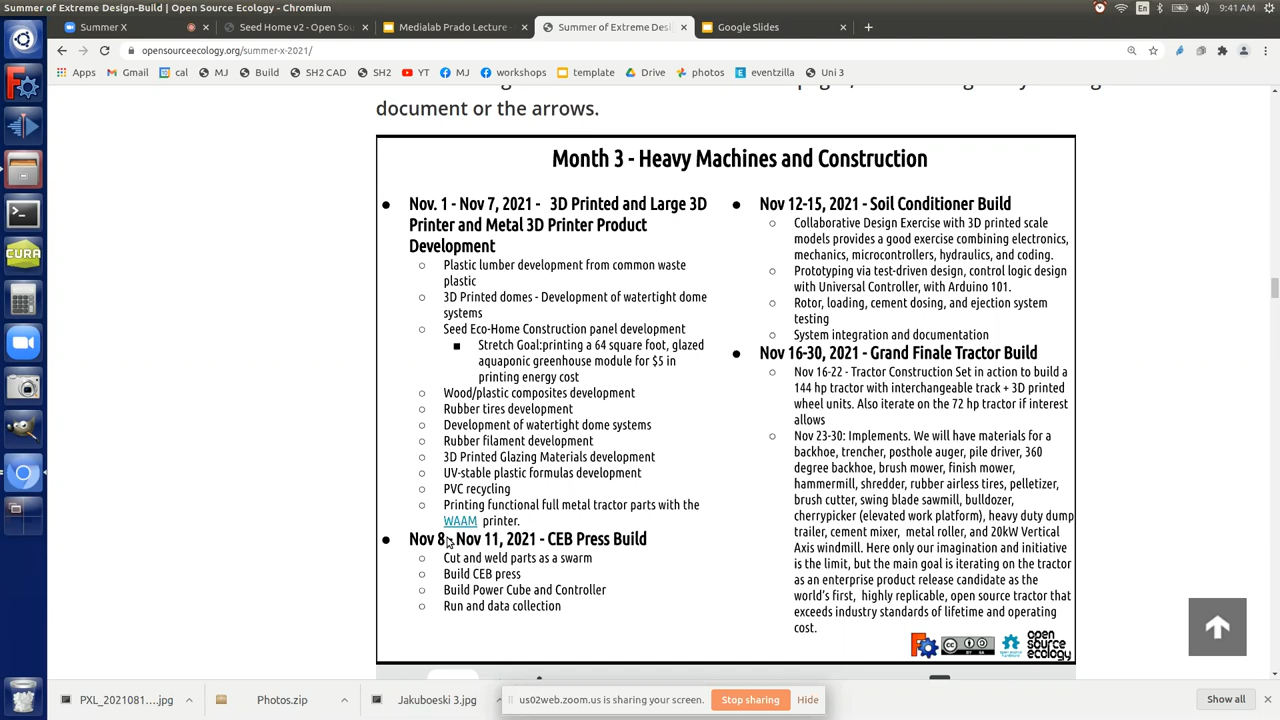 Summer of Extreme Design-Build | Open Source Ecology - Chromium
En
9:41 AM
Summer X
Seed Home v2 - Open Sou
Medialab Prado Lecture -
Summer of Extreme Desi
Google Slides
opensourceecology.org/summer-x-2021/
Apps
Gmail
cal
MJ
Build
SH2 CAD
SH2
YT
MJ
workshops
template
Drive
photos
eventzilla
Uni 3
document or the arrows.
Month 3 - Heavy Machines and Construction
Nov. 1 - Nov 7, 2021 - 3D Printed and Large 3D
Printer and Metal 3D Printer Product
Development
Plastic lumber development from common waste
plastic
3D Printed domes - Development of watertight dome
systems
Seed Eco-Home Construction panel development
Stretch Goal:printing a 64 square foot, glazed
aquaponic greenhouse module for $5 in
printing energy cost
Wood/plastic composites development
Rubber tires development
Development of watertight dome systems
Rubber filament development
3D Printed Glazing Materials development
UV-stable plastic formulas development
PVC recycling
Printing functional full metal tractor parts with the
WAAM printer.
Nov 8 - Nov 11, 2021 - CEB Press Build
Cut and weld parts as a swarm
Build CEB press
Build Power Cube and Controller
Run and data collection
Nov 12-15, 2021 - Soil Conditioner Build
Collaborative Design Exercise with 3D printed scale
models provides a good exercise combining electronics,
mechanics, microcontrollers, hydraulics, and coding.
Prototyping via test-driven design, control logic design
with Universal Controller, with Arduino 101.
Rotor, loading, cement dosing, and ejection system
testing
System integration and documentation
Nov 16-30, 2021 - Grand Finale Tractor Build
Nov 16-22 - Tractor Construction Set in action to build a
144 hp tractor with interchangeable track + 3D printed
wheel units. Also iterate on the 72 hp tractor if interest
allows
Nov 23-30: Implements. We will have materials for a
backhoe, trencher, posthole auger, pile driver, 360
degree backhoe, brush mower, finish mower,
hammermill, shredder, rubber airless tires, pelletizer,
brush cutter, swing blade sawmill, bulldozer,
cherrypicker (elevated work platform), heavy duty dump
trailer, cement mixer, metal roller, and 20kW Vertical
Axis windmill. Here only our imagination and initiative
is the limit, but the main goal is iterating on the tractor
as an enterprise product release candidate as the
world's first, highly replicable, open source tractor that
exceeds industry standards of lifetime and operating
cost.
open
source
ecology
CURA
PXL_2021081....jpg
Photos.zip
Jakuboeski 3.jpg
us02web.zoom.us is sharing your screen.
Stop sharing
Hide
Show all